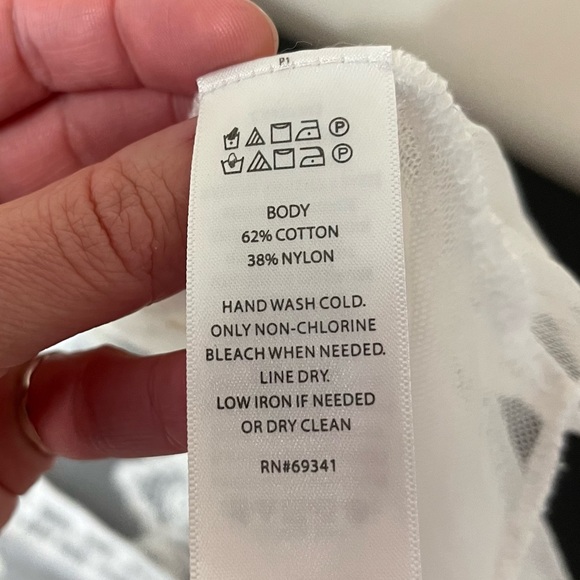 P1
P
P
BODY
62% COTTON
38% NYLON
HAND WASH COLD.
ONLY NON-CHLORINE
BLEACH WHEN NEEDED.
LINE DRY.
LOW IRON IF NEEDED
OR DRY CLEAN
RN#69341